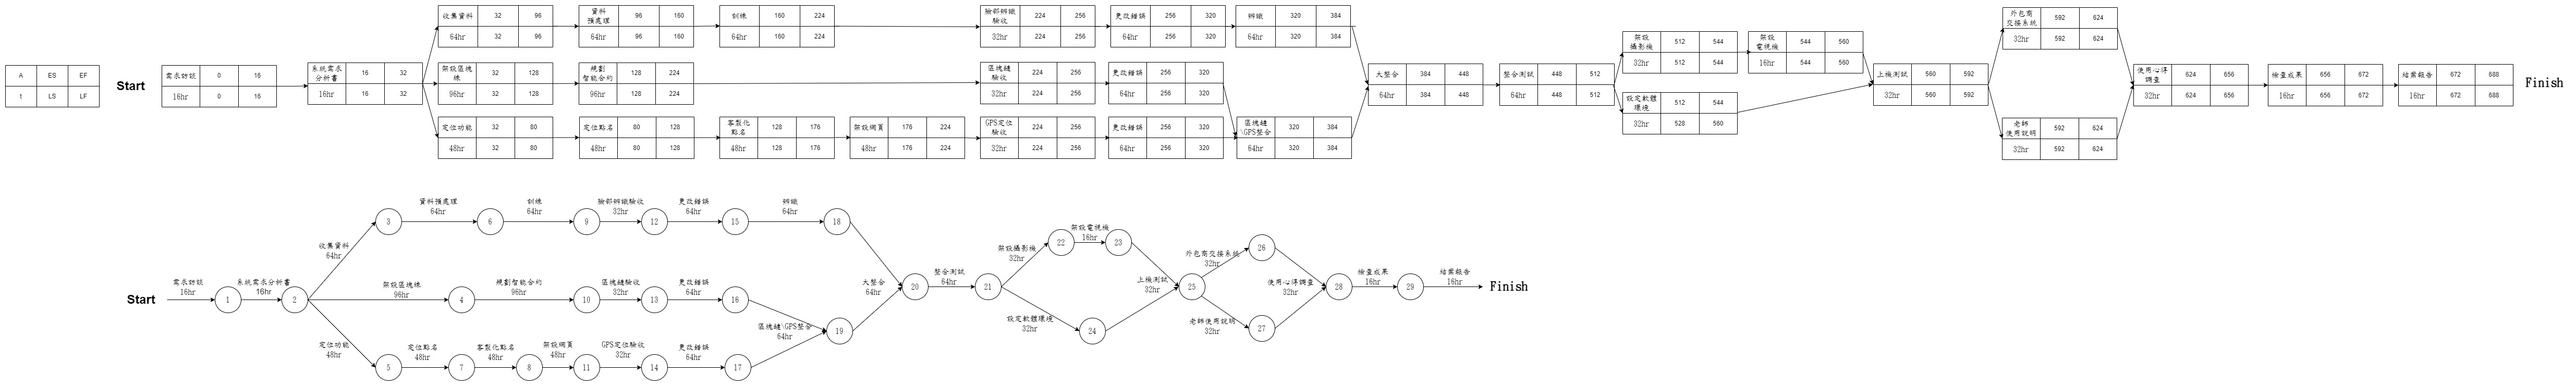 A ES EF
t LS LF
Start
需求訪談 0 16
16hr 0 16
系統需求
分析書 16 32
16hr 16 32
收集資料 32 96
64hr 32 96
資料
預處理 96 160
64hr 96 160
訓練 160 224
64hr 160 224
臉部辨識
驗收 224 256
32hr 224 256
更改錯誤 256 320
64hr 256 320
辨識 320 384
64hr 320 384
架設區塊
練 32 128
96hr 32 128
規劃
智能合約 128 224
96hr 128 224
區塊鏈
驗收 224 256
32hr 224 256
更改錯誤 256 320
64hr 256 320
定位功能 32 80
48hr 32 80
定位點名 80 128
48hr 80 128
客製化
點名 128 176
48hr 128 176
架設網頁 176 224
48hr 176 224
GPS定位
驗收 224 256
32hr 224 256
更改錯誤 256 320
64hr 256 320
區塊鏈
\GPS整合 320 384
64hr 320 384
大整合 384 448
64hr 384 448
整合測試 448 512
64hr 448 512
架設
攝影機 512 544
32hr 512 544
架設
電視機 544 560
16hr 544 560
設定軟體
環境 512 544
32hr 528 560
上機測試 560 592
32hr 560 592
外包商
交接系統 592 624
32hr 592 624
老師
使用說明 592 624
32hr 592 624
使用心得
調查 624 656
32hr 624 656
檢查成果 656 672
16hr 656 672
結案報告 672 688
16hr 672 688
Finish
Start
需求訪談
16hr
1
系統需求分析書
16hr
2
收集資料
64hr
3
資料預處理
64hr
6
訓練
64hr
9
臉部辨識驗收
32hr
12
更改錯誤
64hr
15
辨識
64hr
18
架設區塊練
96hr
4
規劃智能合約
96hr
10
區塊鏈驗收
32hr
13
更改錯誤
64hr
16
定位功能
48hr
5
定位點名
48hr
7
客製化點名
48hr
8
架設網頁
48hr
11
GPS定位驗收
32hr
14
更改錯誤
64hr
17
區塊鏈\GPS整合
64hr
19
大整合
64hr
20
整合測試
64hr
21
架設攝影機
32hr
22
架設電視機
16hr
23
設定軟體環境
32hr
24
上機測試
32hr
25
外包商交接系統
32hr
26
老師使用說明
32hr
27
使用心得調查
32hr
28
檢查成果
16hr
29
結案報告
16hr
Finish